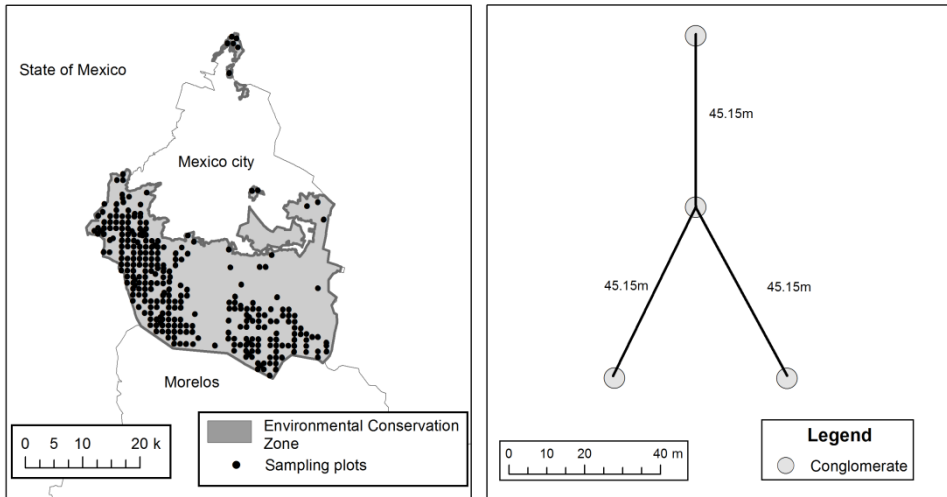 State of Mexico
Mexico city
Morelos
0 5 10 20 k
Environmental Conservation
Zone
Sampling plots
45.15m
45.15m
45.15m
0 10 20 40 m
Legend
Conglomerate